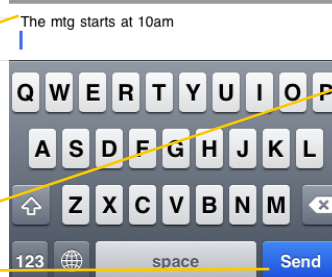 The mtg starts at 10am
Q W E R T Y U I O P
A S D F G H J K L
Z X C V B N M
123 space Send